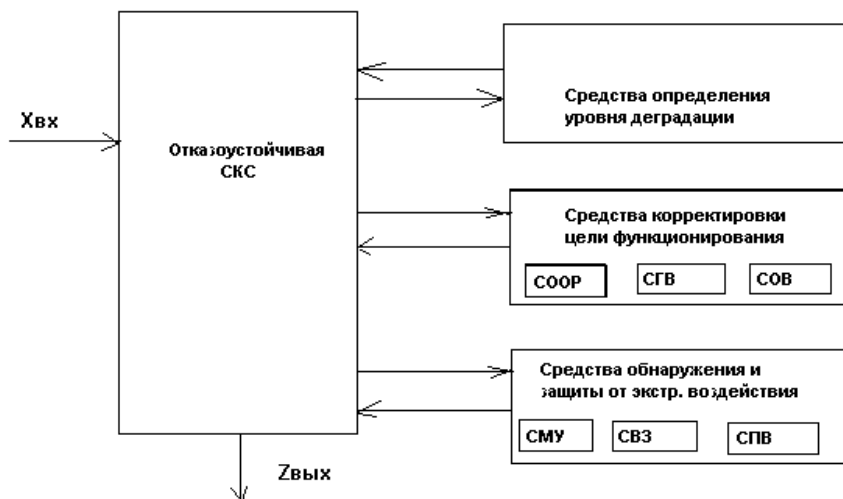 Xвх
Отказоустойчивая
СКС
Zвых
Средства определения
уровня деградации
Средства корректировки
цели функционирования
СООР СГВ СОВ
Средства обнаружения и
защиты от экстр. воздействия
СМУ СВЗ СПВ